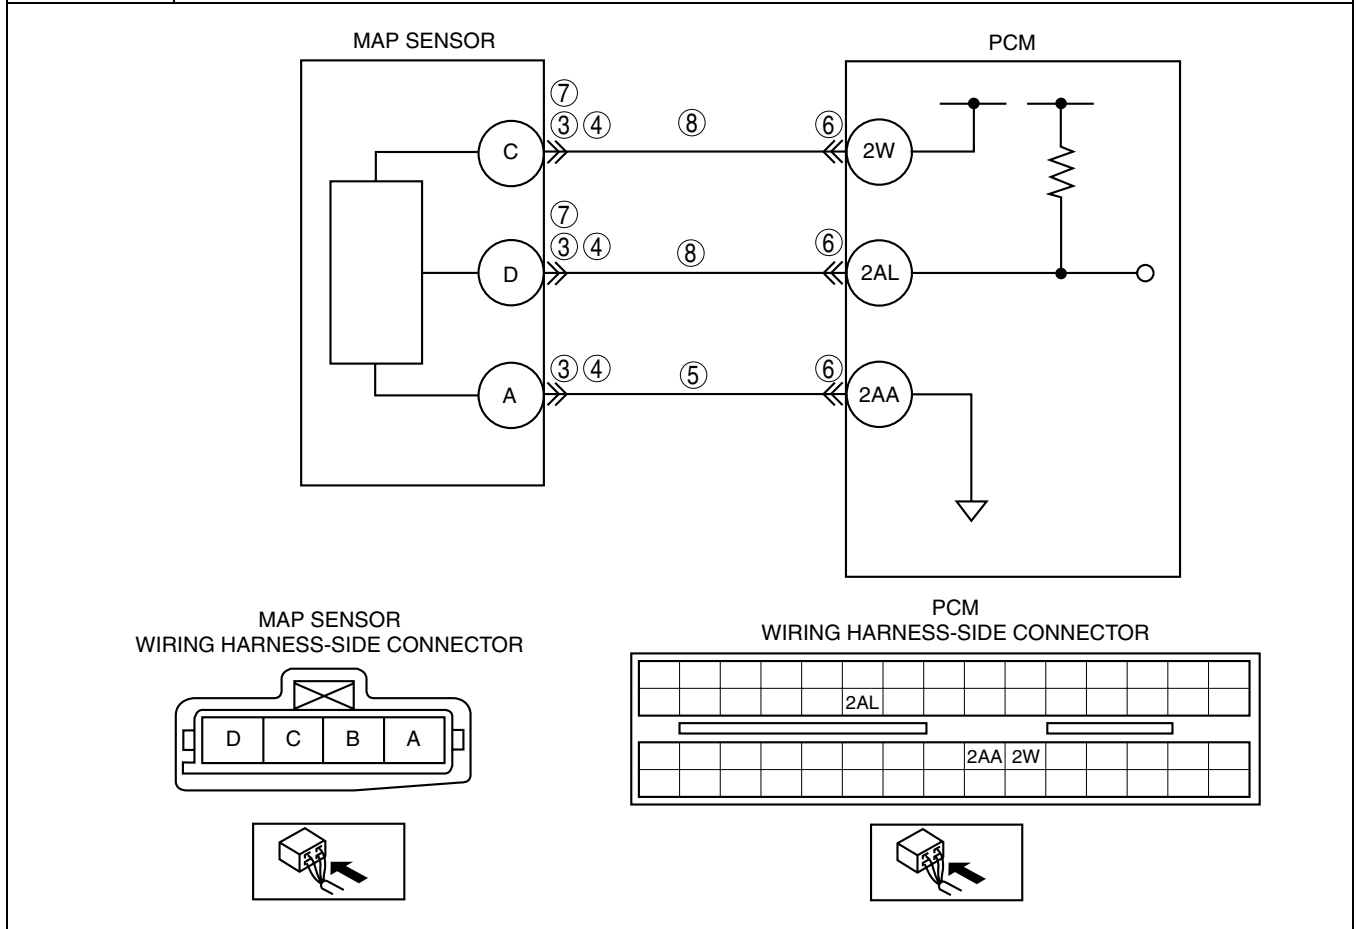 MAP SENSOR
PCM
⑦
③ ④
⑧
⑥
C
2W
⑦
③ ④
⑧
⑥
D
2AL
③ ④
⑤
⑥
A
2AA
MAP SENSOR
WIRING HARNESS-SIDE CONNECTOR
D C B A
PCM
WIRING HARNESS-SIDE CONNECTOR
2AL
2AA 2W